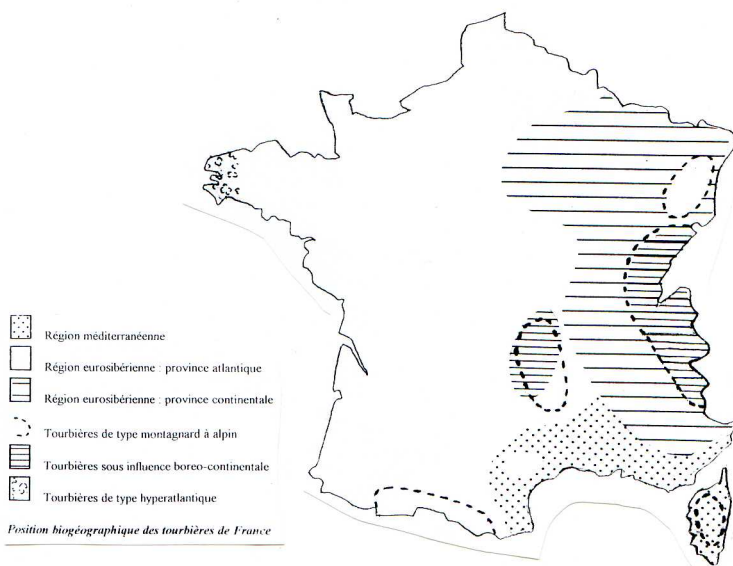 Région méditerranéenne
Région eurosibérienne : province atlantique
Région eurosibérienne : province continentale
Tourbières de type montagnard à alpin
Tourbières sous influence boreo-continentale
Tourbières de type hyperatlantique
Position biogéographique des tourbières de France